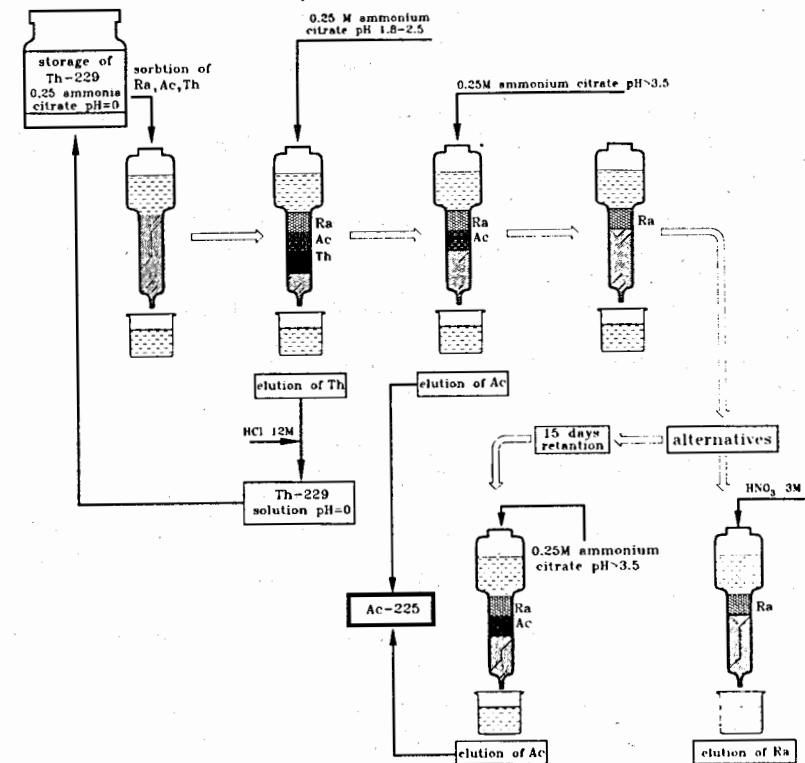 storage of
Th-229
0.25 ammonia
citrate pH=0
sorbtion of
Ra,Ac,Th
0.25 M ammonium
citrate pH 1.8-2.5
0.25M ammonium citrate pH>3.5
Ra
Ac
Th
Ra
Ac
Ra
elution of Th
elution of Ac
HCl 12M
Th-229
solution pH=0
15 days
retantion
alternatives
HNO₃ 3M
0.25M ammonium
citrate pH>3.5
Ac-225
Ra
Ac
Ra
elution of Ac
elution of Ra